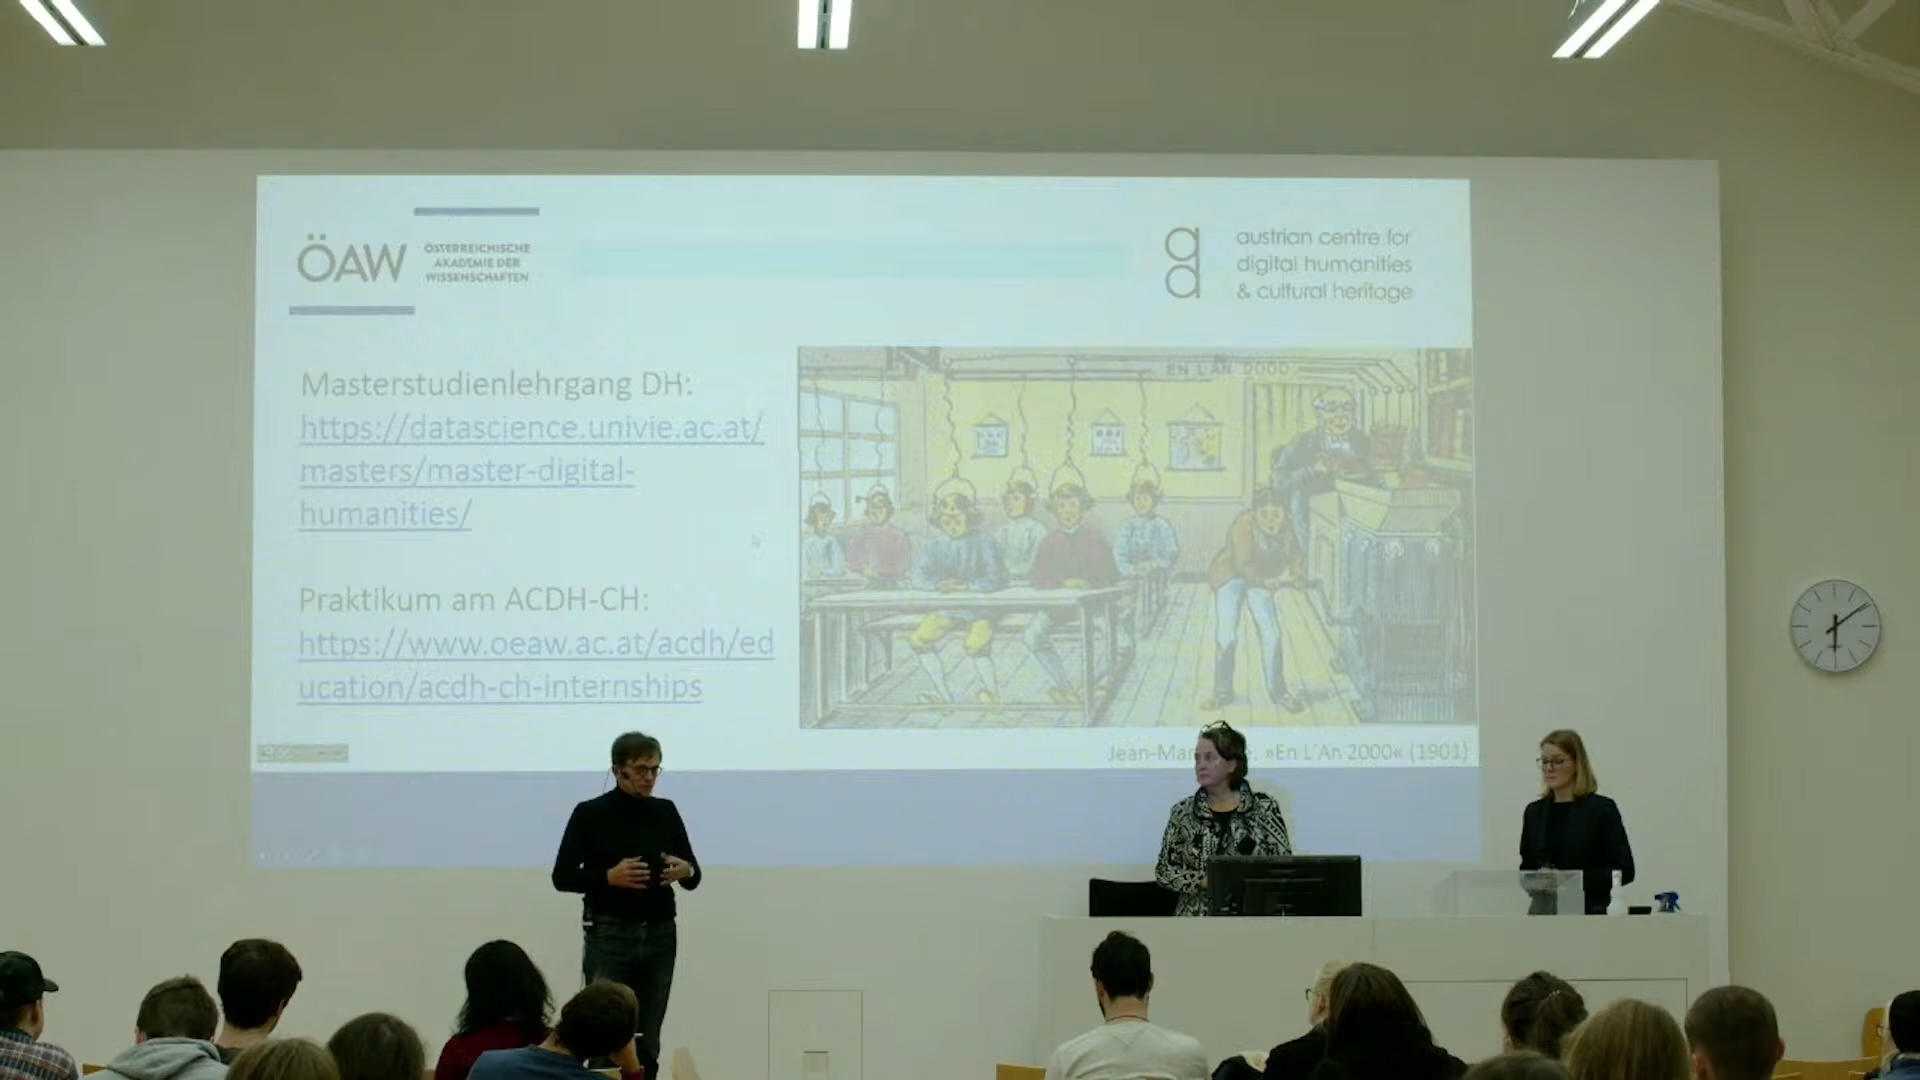 ÖAW
ÖSTERREICHISCHE
AKADEMIE DER
WISSENSCHAFTEN
austrian centre for
digital humanities
& cultural heritage
Masterstudienlehrgang DH:
https://datascience.univie.ac.at/
masters/master-digital-
humanities/
Praktikum am ACDH-CH:
https://www.oeaw.ac.at/acdh/ed
ucation/acdh-ch-internships
EN L'AN 2000
»En L'An 2000« (1901)